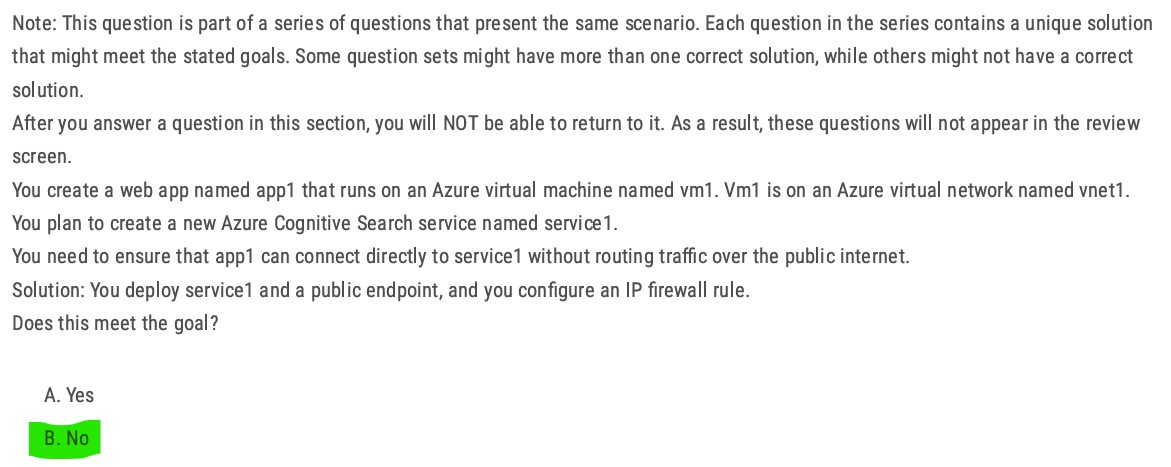 Note: This question is part of a series of questions that present the same scenario. Each question in the series contains a unique solution
that might meet the stated goals. Some question sets might have more than one correct solution, while others might not have a correct
solution.
After you answer a question in this section, you will NOT be able to return to it. As a result, these questions will not appear in the review
screen.
You create a web app named app1 that runs on an Azure virtual machine named vm1. Vm1 is on an Azure virtual network named vnet1.
You plan to create a new Azure Cognitive Search service named service1.
You need to ensure that app1 can connect directly to service1 without routing traffic over the public internet.
Solution: You deploy service1 and a public endpoint, and you configure an IP firewall rule.
Does this meet the goal?
A. Yes
B. No